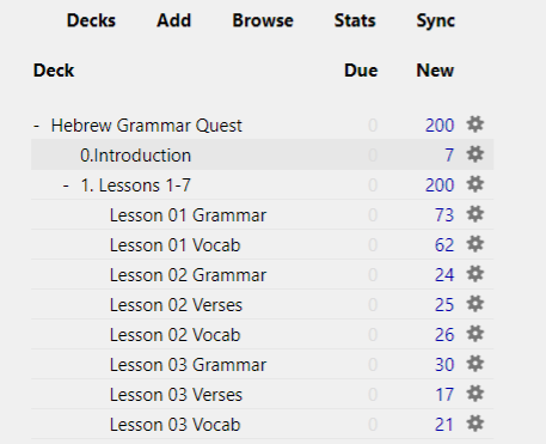 Decks Add Browse Stats Sync
Deck Due New
- Hebrew Grammar Quest 0 200
0.Introduction 0 7
- 1. Lessons 1-7 0 200
Lesson 01 Grammar 0 73
Lesson 01 Vocab 0 62
Lesson 02 Grammar 0 24
Lesson 02 Verses 0 25
Lesson 02 Vocab 0 26
Lesson 03 Grammar 0 30
Lesson 03 Verses 0 17
Lesson 03 Vocab 0 21